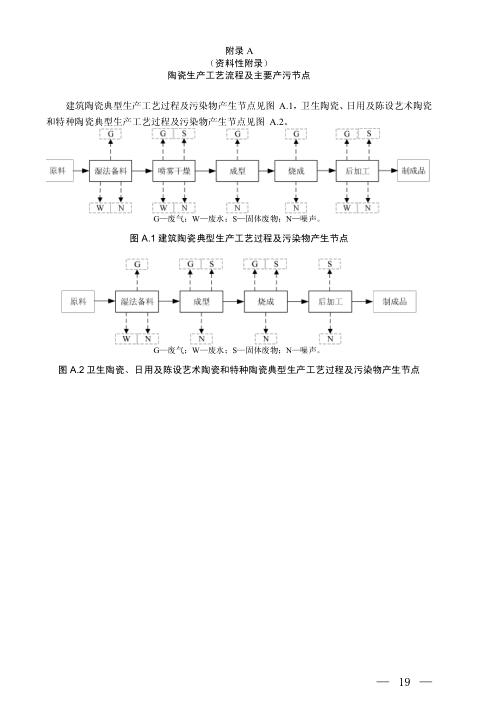 附录 A
（资料性附录）
陶瓷生产工艺流程及主要产污节点
建筑陶瓷典型生产工艺过程及污染物产生节点见图 A.1，卫生陶瓷、日用及陈设艺术陶瓷
和特种陶瓷典型生产工艺过程及污染物产生节点见图 A.2。
G G S G G G S
原料 湿法备料 喷雾干燥 成型 烧成 后加工 制成品
W N W N N N W N
G—废气；W—废水；S—固体废物；N—噪声。
图 A.1 建筑陶瓷典型生产工艺过程及污染物产生节点
G G S G S S
原料 湿法备料 成型 烧成 后加工 制成品
W N N N N
G—废气；W—废水；S—固体废物；N—噪声。
图 A.2 卫生陶瓷、日用及陈设艺术陶瓷和特种陶瓷典型生产工艺过程及污染物产生节点
— 19 —